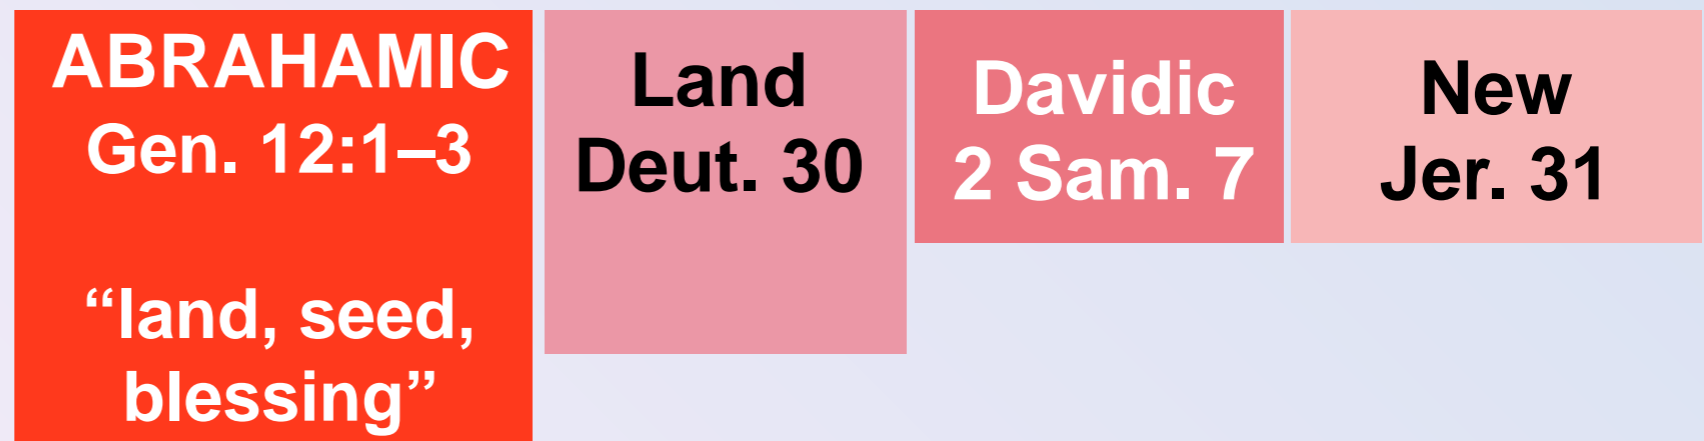 ABRAHAMIC
Gen. 12:1–3
“land, seed,
blessing”
Land
Deut. 30
Davidic
2 Sam. 7
New
Jer. 31